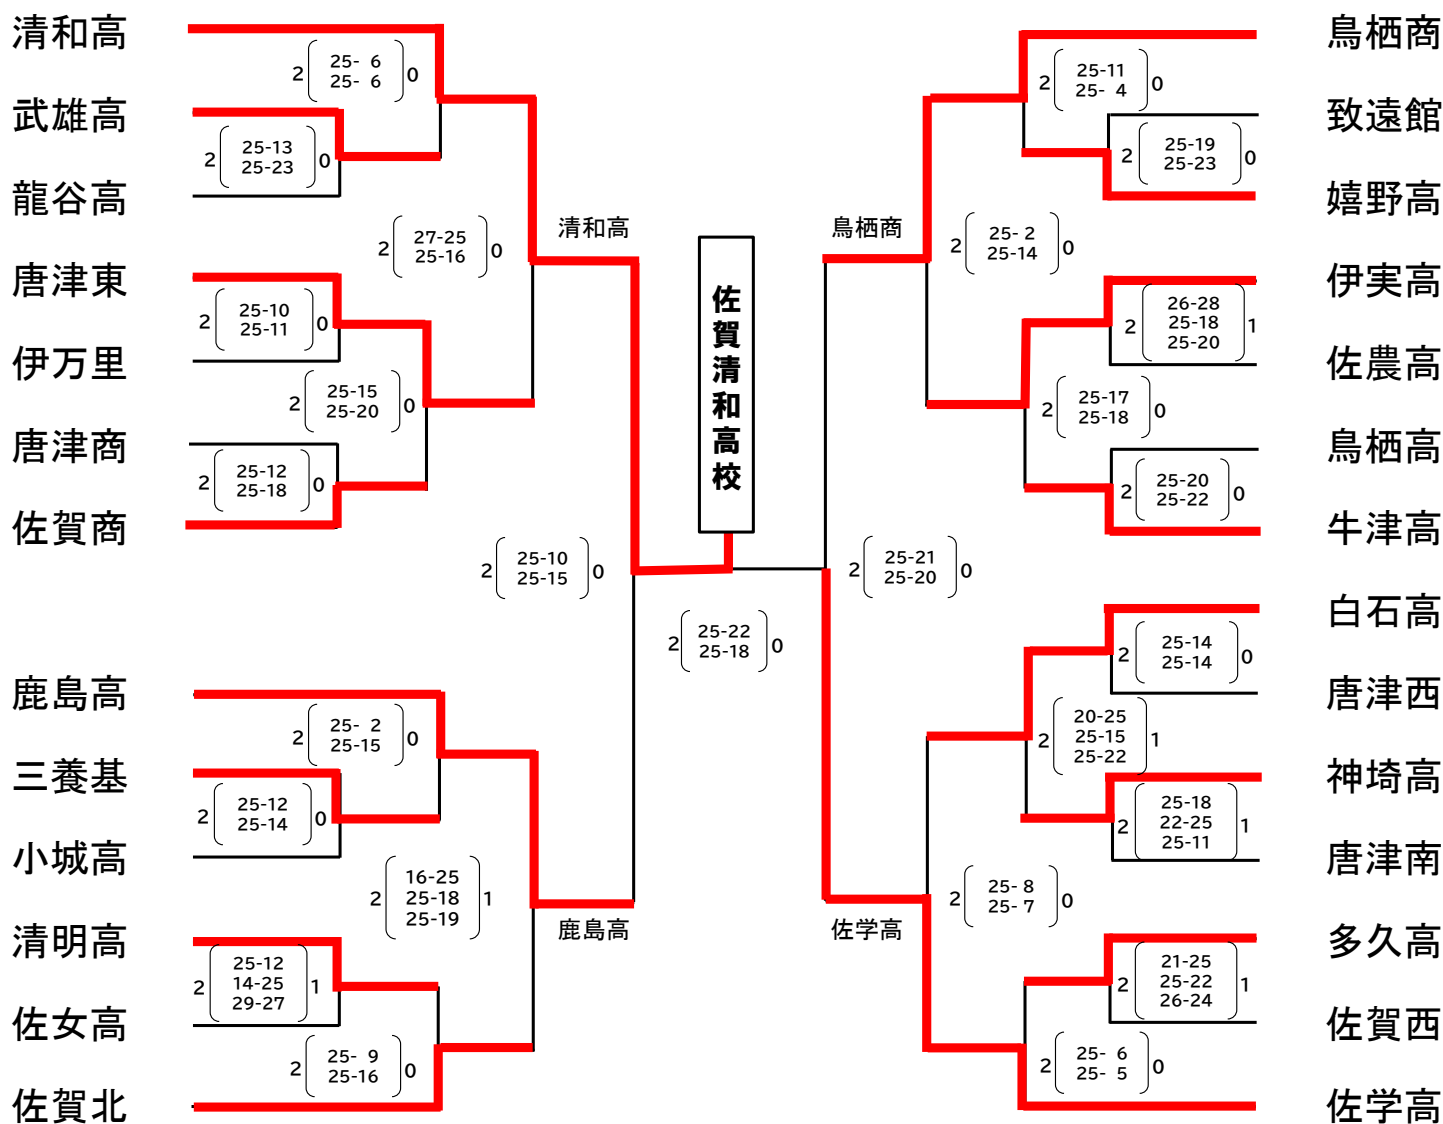 清和高
武雄高
龍谷高
唐津東
伊万里
唐津商
佐賀商
鹿島高
三養基
小城高
清明高
佐女高
佐賀北
2 25- 6 0
25- 6
2 25-13 0
25-23
2 27-25 0
25-16
2 25-10 0
25-11
2 25-15 0
25-20
2 25-12 0
25-18
清和高
2 25-10 0
25-15
2 25- 2 0
25-15
2 25-12 0
25-14
2 16-25 1
25-18
25-19
鹿島高
2 25-12 1
14-25
29-27
2 25- 9 0
25-16
佐賀清和高校
2 25-22 0
25-18
鳥栖商
2 25-21 0
25-20
佐学高
2 25-11 0
25- 4
2 25-19 0
25-23
2 25- 2 0
25-14
2 26-28 1
25-18
25-20
2 25-17 0
25-18
2 25-20 0
25-22
2 25-14 0
25-14
2 20-25 1
25-15
25-22
2 25-18 1
22-25
25-11
2 25- 8 0
25- 7
2 21-25 1
25-22
26-24
2 25- 6 0
25- 5
鳥栖商
致遠館
嬉野高
伊実高
佐農高
鳥栖高
牛津高
白石高
唐津西
神埼高
唐津南
多久高
佐賀西
佐学高